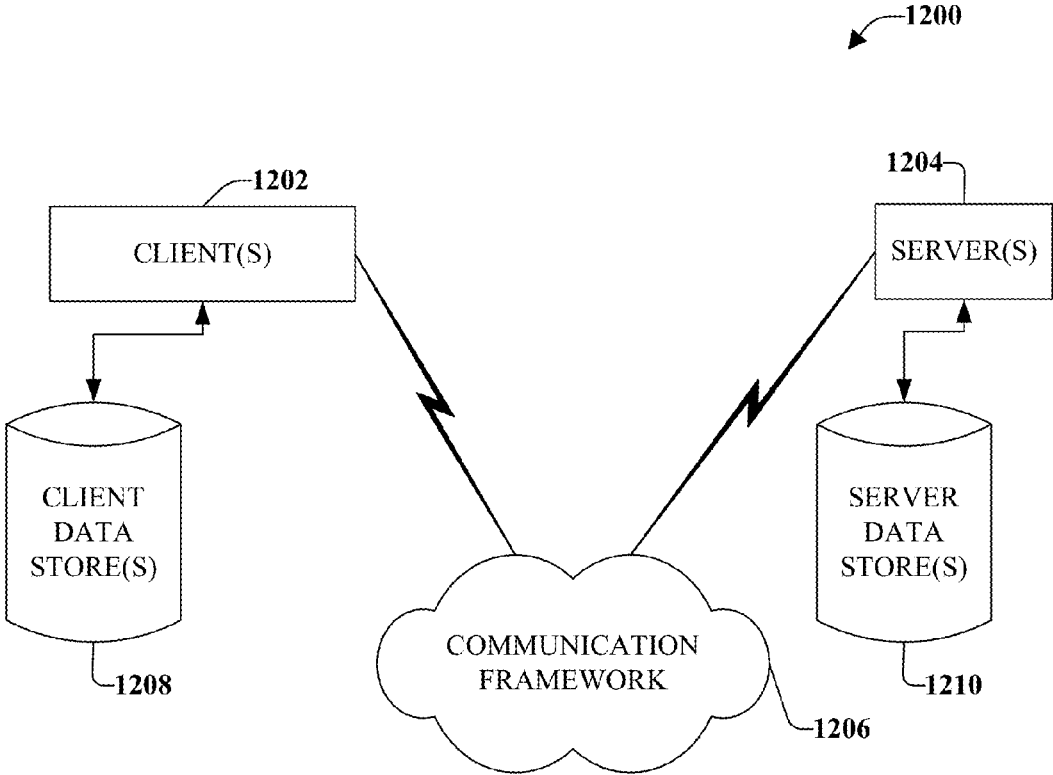 1200
1202
1204
CLIENT(S)
SERVER(S)
CLIENT
DATA
STORE(S)
SERVER
DATA
STORE(S)
COMMUNICATION
FRAMEWORK
1208
1210
1206